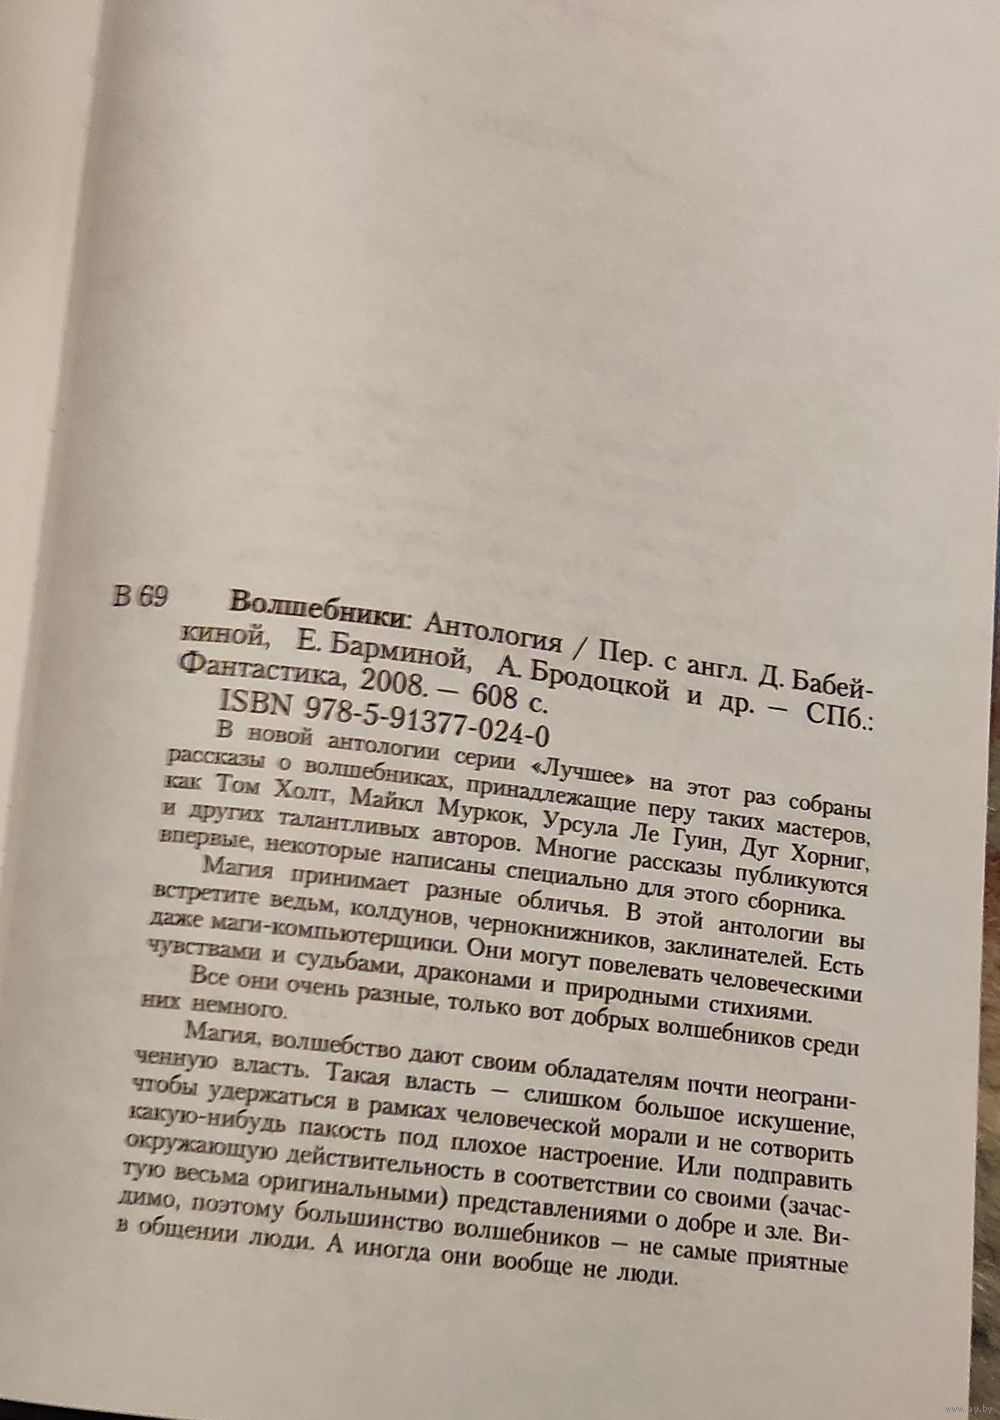 В 69 Волшебники: Антология / Пер. с англ. Д. Бабей-
киной, Е. Барминой, А. Бродоцкой и др. — СПб.:
Фантастика, 2008. — 608 с.
ISBN 978-5-91377-024-0
В новой антологии серии «Лучшее» на этот раз собраны
рассказы о волшебниках, принадлежащие перу таких мастеров,
как Том Холт, Майкл Муркок, Урсула Ле Гуин, Дуг Хорниг,
и других талантливых авторов. Многие рассказы публикуются
впервые, некоторые написаны специально для этого сборника.
Магия принимает разные обличья. В этой антологии вы
встретите ведьм, колдунов, чернокнижников, заклинателей. Есть
даже маги-компьютерщики. Они могут повелевать человеческими
чувствами и судьбами, драконами и природными стихиями.
Все они очень разные, только вот добрых волшебников среди
них немного.
Магия, волшебство дают своим обладателям почти неограни-
ченную власть. Такая власть — слишком большое искушение,
чтобы удержаться в рамках человеческой морали и не сотворить
какую-нибудь пакость под плохое настроение. Или подправить
окружающую действительность в соответствии со своими (зачас-
тую весьма оригинальными) представлениями о добре и зле. Ви-
димо, поэтому большинство волшебников — не самые приятные
в общении люди. А иногда они вообще не люди.
www.ay.by